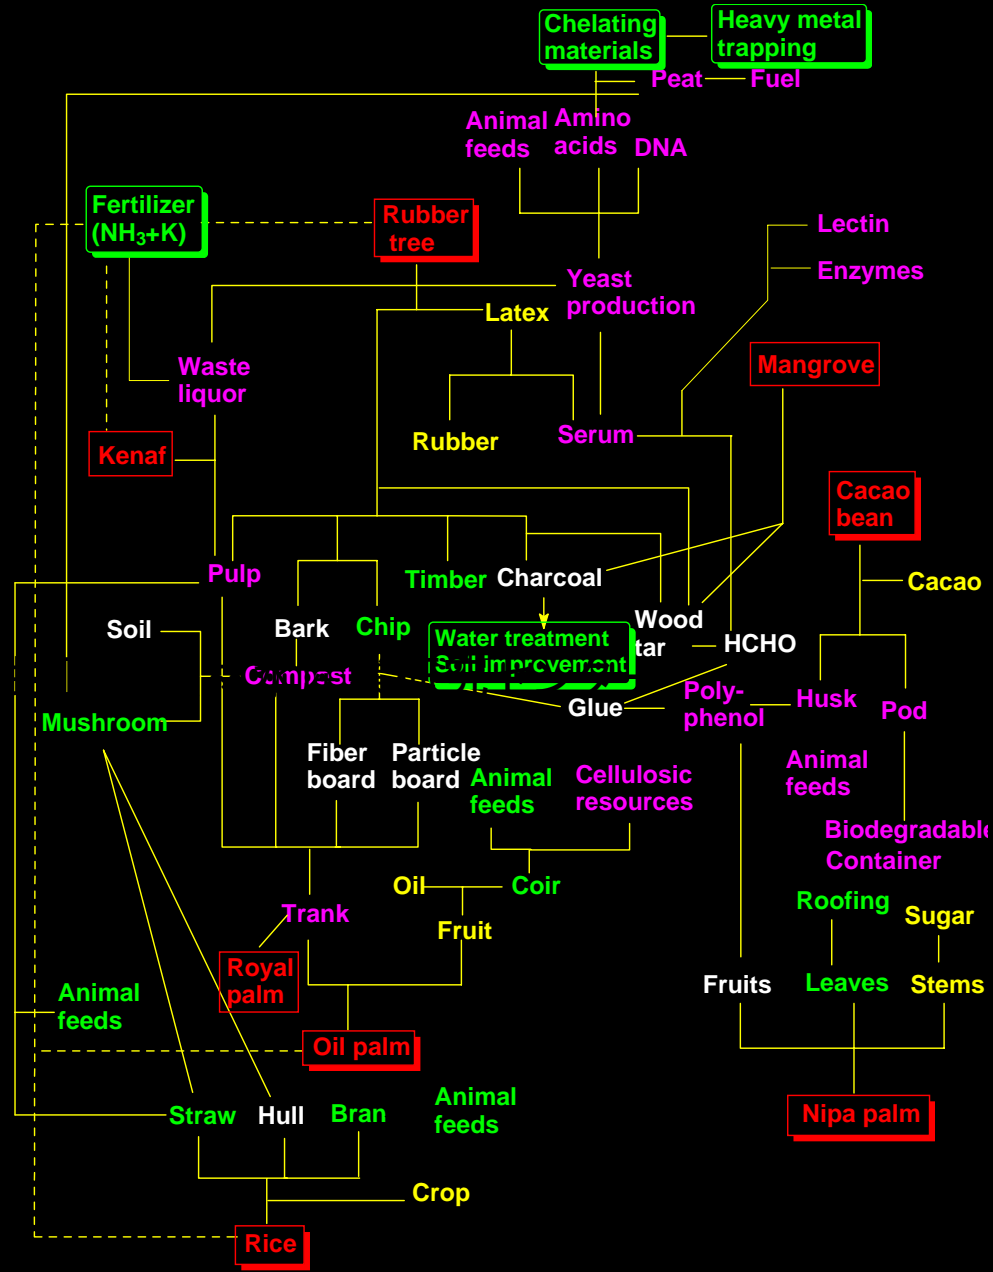 Chelating
materials
Heavy metal
trapping
Peat
Fuel
Animal
feeds
Amino
acids
DNA
Fertilizer
(NH3+K)
Rubber
tree
Lectin
Enzymes
Yeast
production
Latex
Waste
liquor
Mangrove
Rubber
Serum
Kenaf
Cacao
bean
Pulp
Timber
Charcoal
Cacao
Soil
Bark
Chip
Water treatment
Soil improvement
Wood
tar
HCHO
Compost
Mushroom
Glue
Poly-
phenol
Husk
Pod
Fiber
board
Particle
board
Animal
feeds
Cellulosic
resources
Animal
feeds
Biodegradable
Container
Oil
Coir
Roofing
Sugar
Trank
Fruit
Royal
palm
Fruits
Leaves
Stems
Animal
feeds
Oil palm
Straw
Hull
Bran
Animal
feeds
Nipa palm
Crop
Rice